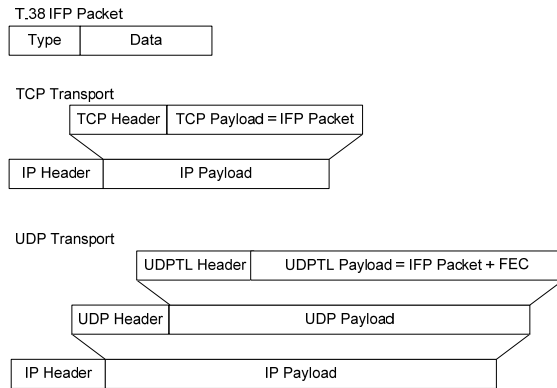 T.38 IFP Packet
Type Data
TCP Transport
TCP Header TCP Payload = IFP Packet
IP Header IP Payload
UDP Transport
UDPTL Header UDPTL Payload = IFP Packet + FEC
UDP Header UDP Payload
IP Header IP Payload